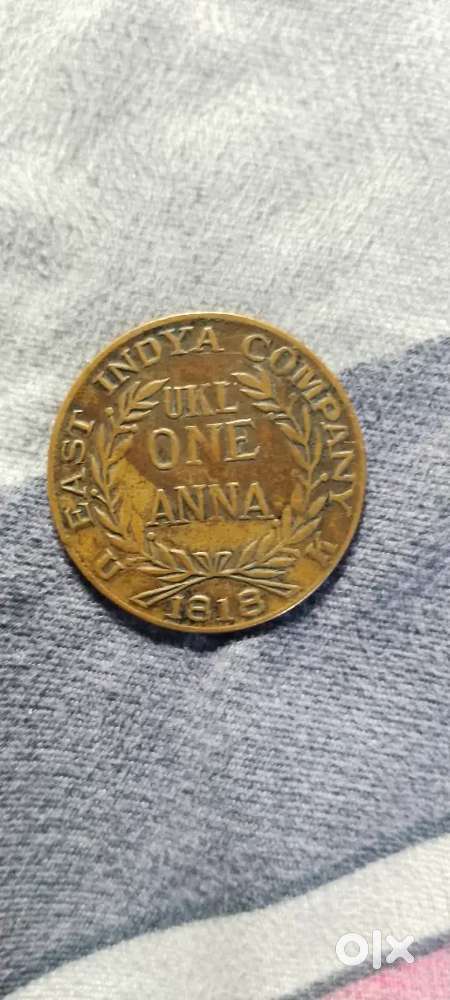 U EAST INDYA COMPANY K
UKL
ONE
ANNA
1818
olx